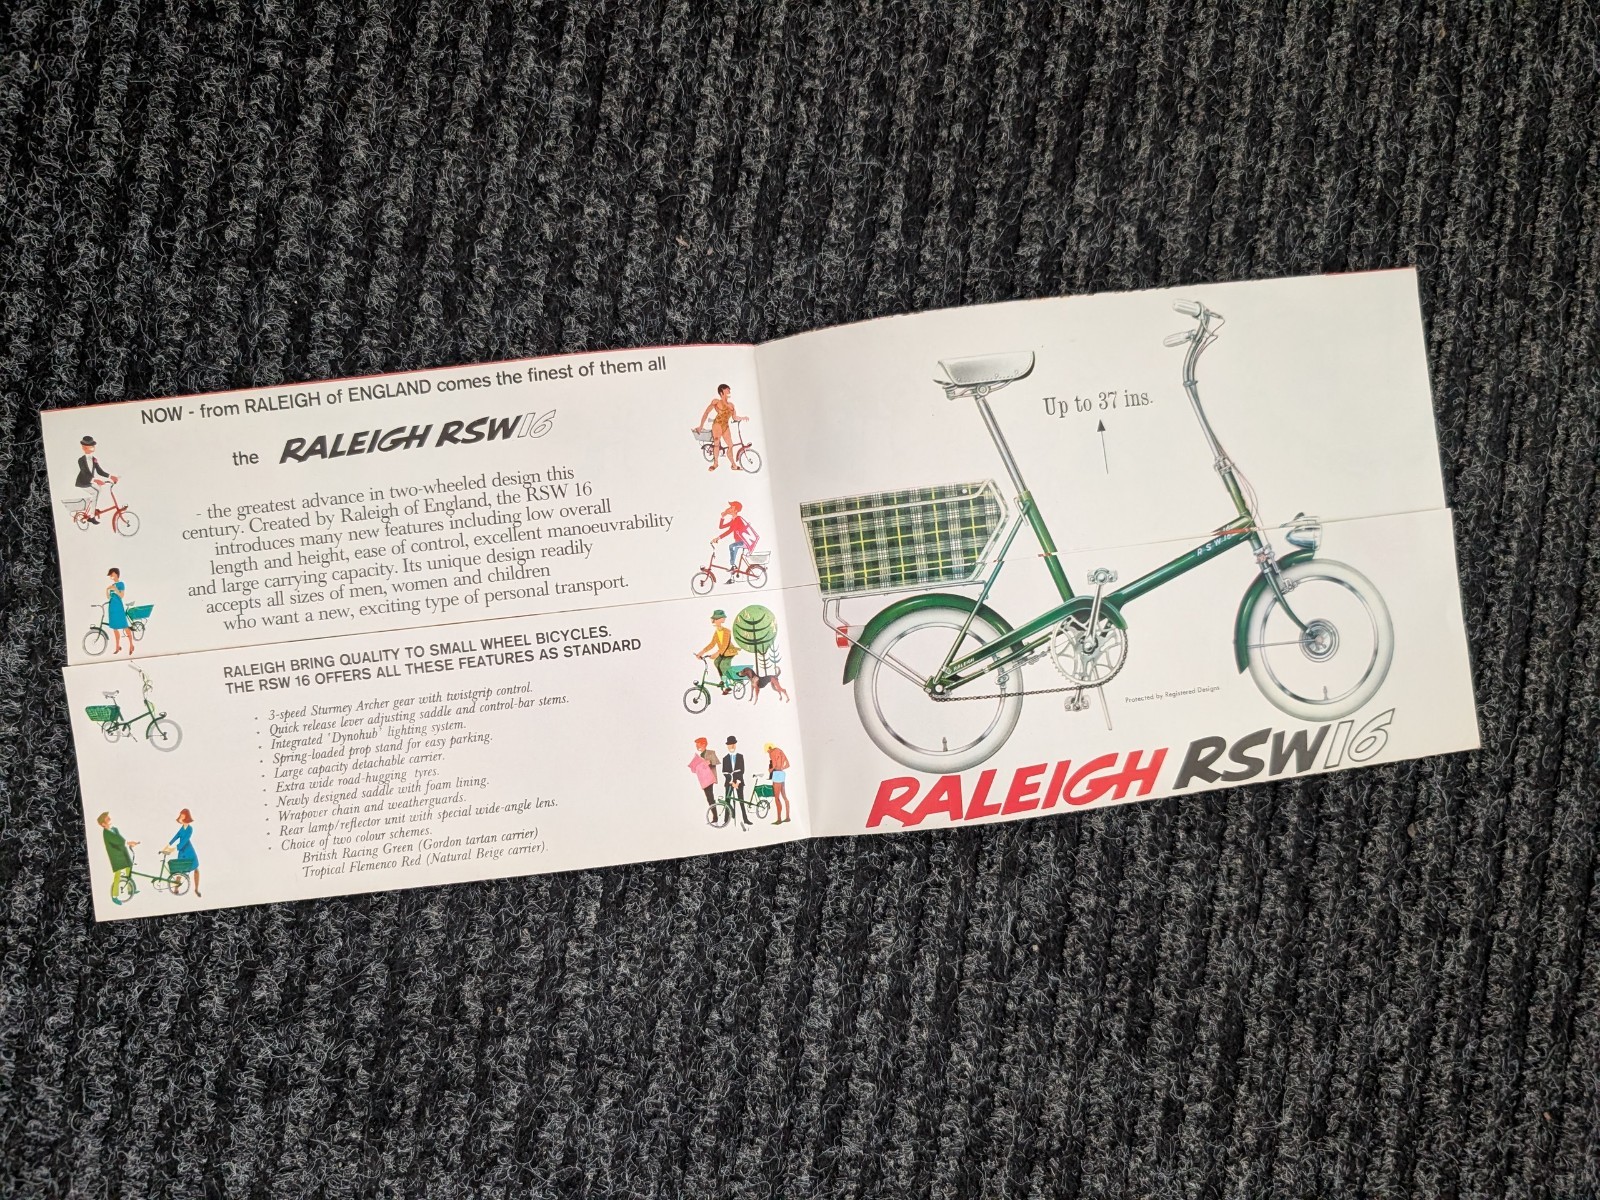 NOW - from RALEIGH of ENGLAND comes the finest of them all
the RALEIGH RSW16
- the greatest advance in two-wheeled design this
century. Created by Raleigh of England, the RSW 16
introduces many new features including low overall
length and height, ease of control, excellent manoeuvrability
and large carrying capacity. Its unique design readily
accepts all sizes of men, women and children
who want a new, exciting type of personal transport.
RALEIGH BRING QUALITY TO SMALL WHEEL BICYCLES.
THE RSW 16 OFFERS ALL THESE FEATURES AS STANDARD
· 3-speed Sturmey Archer gear with twistgrip control.
· Quick release lever adjusting saddle and control-bar stems.
· Integrated 'Dynohub' lighting system.
· Spring-loaded prop stand for easy parking.
· Large capacity detachable carrier.
· Extra wide road-hugging tyres.
· Newly designed saddle with foam lining.
· Wrapover chain and weatherguards.
· Rear lamp/reflector unit with special wide-angle lens.
· Choice of two colour schemes.
British Racing Green (Gordon tartan carrier)
Tropical Flemenco Red (Natural Beige carrier).
Up to 37 ins.
R·S·W·16
RALEIGH
Protected by Registered Designs.
RALEIGH RSW16